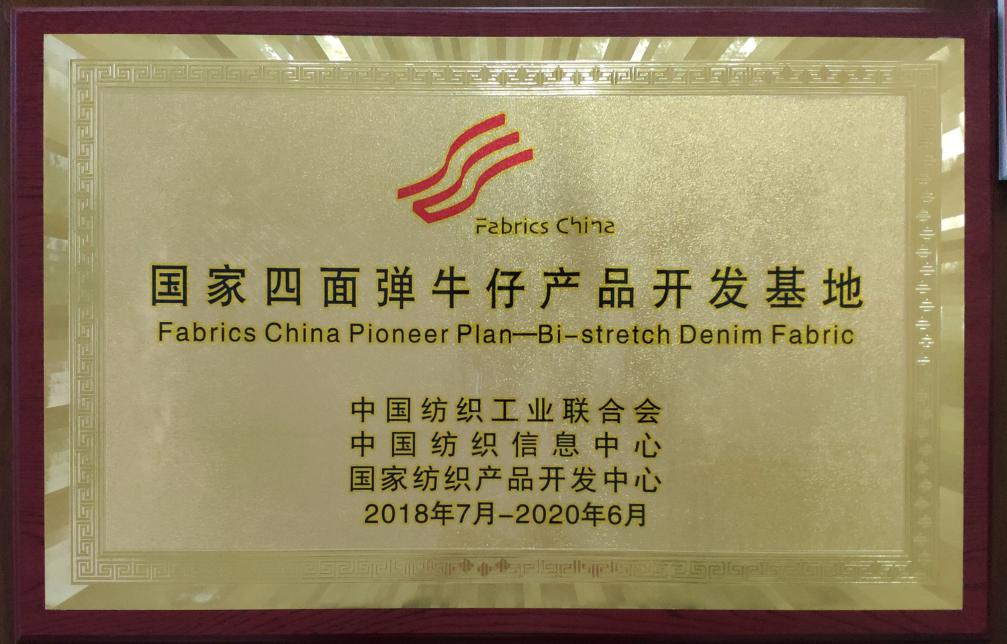 Fabrics China
国家四面弹牛仔产品开发基地
Fabrics China Pioneer Plan—Bi-stretch Denim Fabric
中国纺织工业联合会
中国纺织信息中心
国家纺织产品开发中心
2018年7月-2020年6月